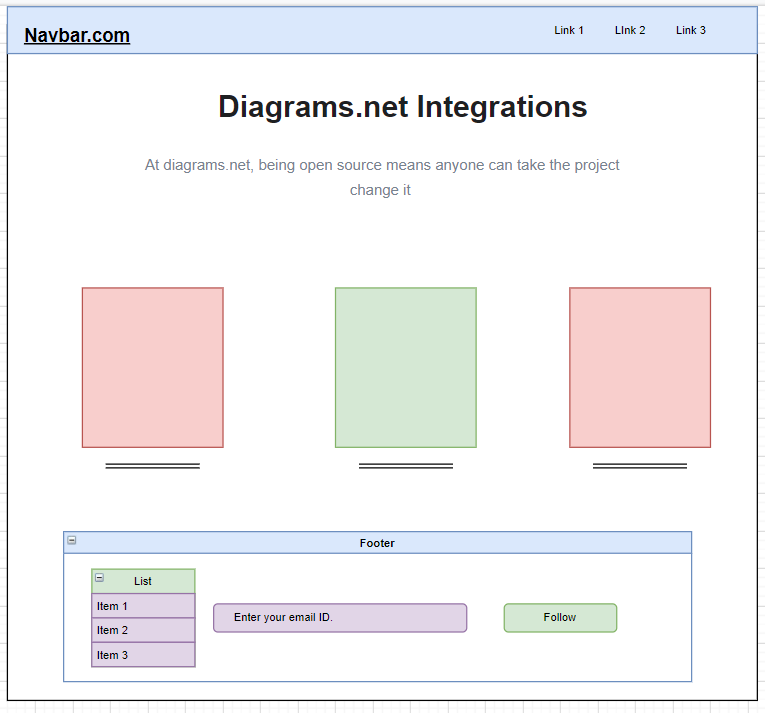 Navbar.com
Link 1
LInk 2
Link 3
Diagrams.net Integrations
At diagrams.net, being open source means anyone can take the project
change it
Footer
List
Item 1
Item 2
Item 3
Enter your email ID.
Follow